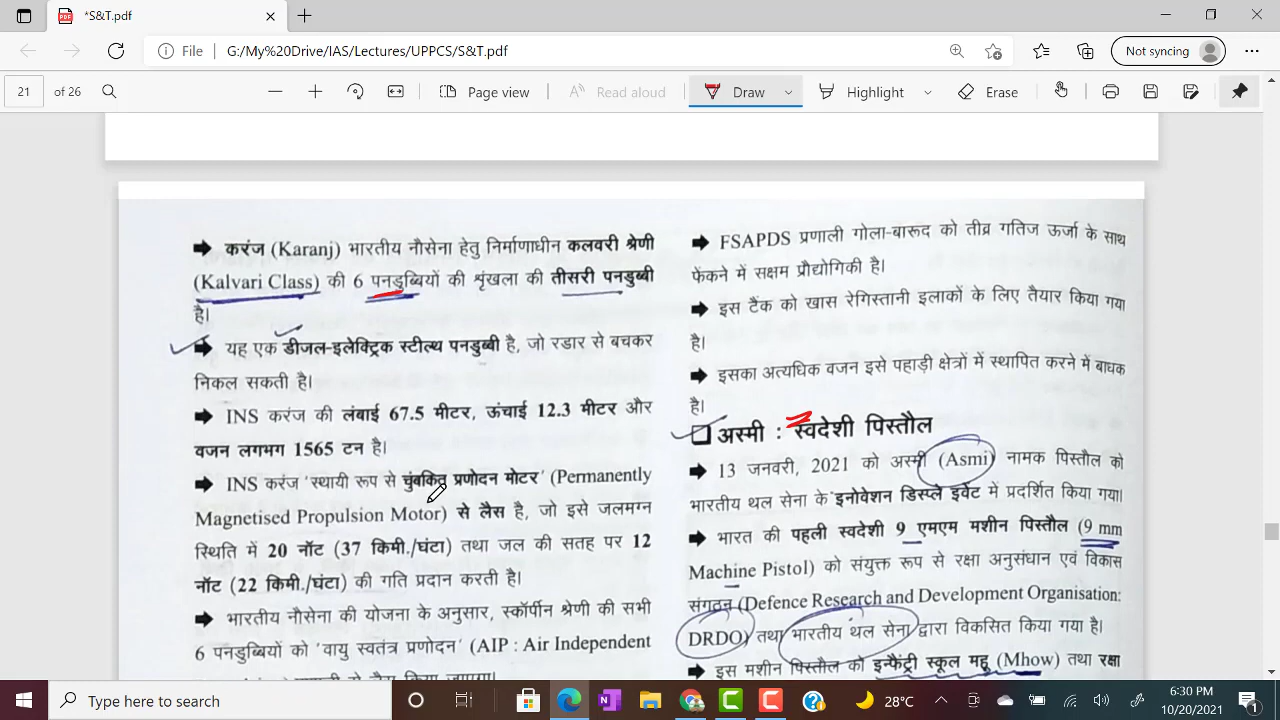 *S&T.pdf
File
G:/My%20Drive/IAS/Lectures/UPPCS/S&T.pdf
Not syncing
21 of 26
Page view
Read aloud
Draw
Highlight
Erase
करंज (Karanj) भारतीय नौसेना हेतु निर्माणाधीन कलवरी श्रेणी
(Kalvari Class) की 6 पनडुब्बियों की शृंखला की तीसरी पनडुब्बी
है।
यह एक डीजल-इलेक्ट्रिक स्टील्थ पनडुब्बी है, जो रडार से बचकर
निकल सकती है।
INS करंज की लंबाई 67.5 मीटर, ऊंचाई 12.3 मीटर और
वजन लगभग 1565 टन है।
INS करंज 'स्थायी रूप से चुंबकित प्रणोदन मोटर' (Permanently
Magnetised Propulsion Motor) से लैस है, जो इसे जलमग्न
स्थिति में 20 नॉट (37 किमी./घंटा) तथा जल की सतह पर 12
नॉट (22 किमी./घंटा) की गति प्रदान करती है।
भारतीय नौसेना की योजना के अनुसार, स्कॉर्पीन श्रेणी की सभी
6 पनडुब्बियों को 'वायु स्वतंत्र प्रणोदन' (AIP : Air Independent
FSAPDS प्रणाली गोला-बारूद को तीव्र गतिज ऊर्जा के साथ
फेंकने में सक्षम प्रौद्योगिकी है।
इस टैंक को खास रेगिस्तानी इलाकों के लिए तैयार किया गया
है।
इसका अत्यधिक वजन इसे पहाड़ी क्षेत्रों में स्थापित करने में बाधक
है।
अस्मी : स्वदेशी पिस्तौल
13 जनवरी, 2021 को अस्मी (Asmi) नामक पिस्तौल को
भारतीय थल सेना के इनोवेशन डिस्प्ले इवेंट में प्रदर्शित किया गया।
भारत की पहली स्वदेशी 9 एमएम मशीन पिस्तौल (9 mm
Machine Pistol) को संयुक्त रूप से रक्षा अनुसंधान एवं विकास
संगठन (Defence Research and Development Organisation:
DRDO) तथा भारतीय थल सेना द्वारा विकसित किया गया है।
इस मशीन पिस्तौल को इन्फैंट्री स्कूल महू (Mhow) तथा रक्षा
Type here to search
28°C
6:30 PM
10/20/2021